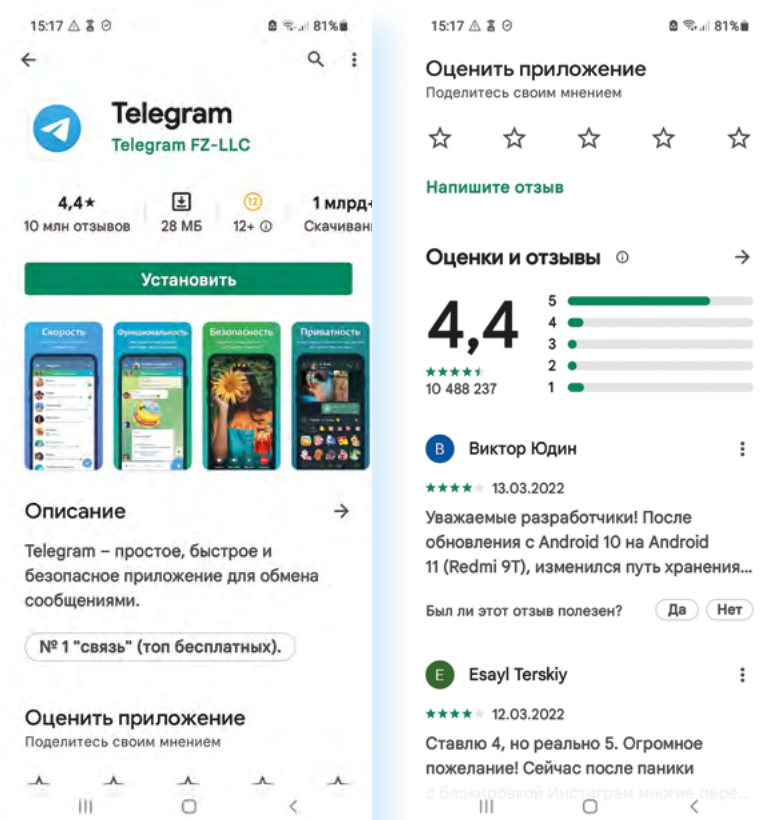 15:17 81%
Telegram
Telegram FZ-LLC
4,4★ 12 1 млрд+
10 млн отзывов 28 МБ 12+ Скачиван
Установить
Скорость Функциональность Безопасность Приватность
Описание
Telegram – простое, быстрое и
безопасное приложение для обмена
сообщениями.
№ 1 "связь" (топ бесплатных).
Оценить приложение
Поделитесь своим мнением
15:17 81%
Оценить приложение
Поделитесь своим мнением
Напишите отзыв
Оценки и отзывы
4,4
10 488 237
5
4
3
2
1
В Виктор Юдин
★★★★★ 13.03.2022
Уважаемые разработчики! После
обновления с Android 10 на Android
11 (Redmi 9T), изменился путь хранения...
Был ли этот отзыв полезен? Да Нет
E Esayl Terskiy
★★★★★ 12.03.2022
Ставлю 4, но реально 5. Огромное
пожелание! Сейчас после паники
с блокировкой Инстаграм многие пере...